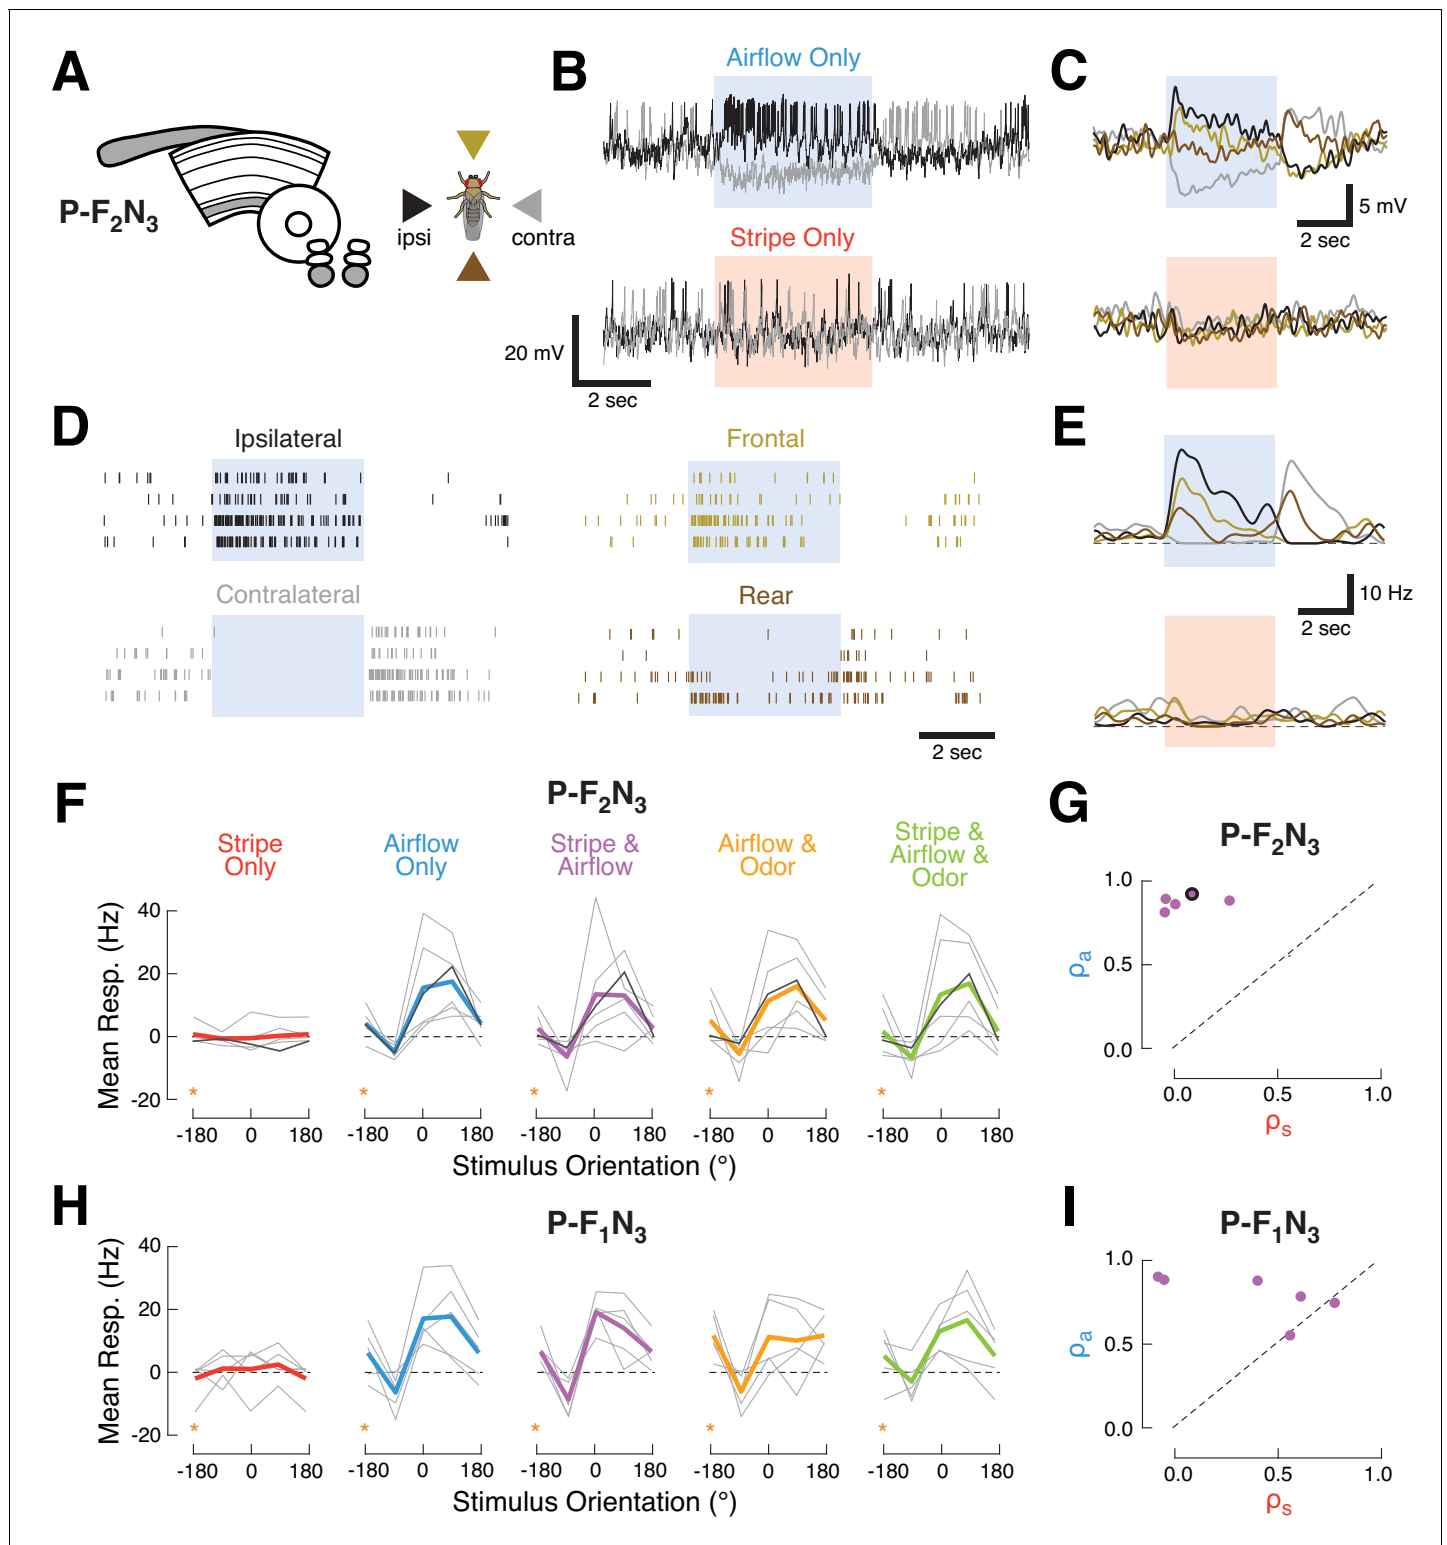 A
P-F2N3
ipsi
contra
B
Airflow Only
Stripe Only
20 mV
2 sec
C
5 mV
2 sec
D
Ipsilateral
Frontal
Contralateral
Rear
2 sec
E
10 Hz
2 sec
F
P-F2N3
Stripe
Only
Airflow
Only
Stripe &
Airflow
Airflow &
Odor
Stripe &
Airflow &
Odor
Mean Resp. (Hz)
40
20
0
-20
* * * * *
-180 0 180 -180 0 180 -180 0 180 -180 0 180 -180 0 180
Stimulus Orientation (°)
G
P-F2N3
1.0
0.5
0.0
ρa
0.0 0.5 1.0
ρs
H
P-F1N3
Mean Resp. (Hz)
40
20
0
-20
* * * * *
-180 0 180 -180 0 180 -180 0 180 -180 0 180 -180 0 180
Stimulus Orientation (°)
I
P-F1N3
1.0
0.5
0.0
ρa
0.0 0.5 1.0
ρs